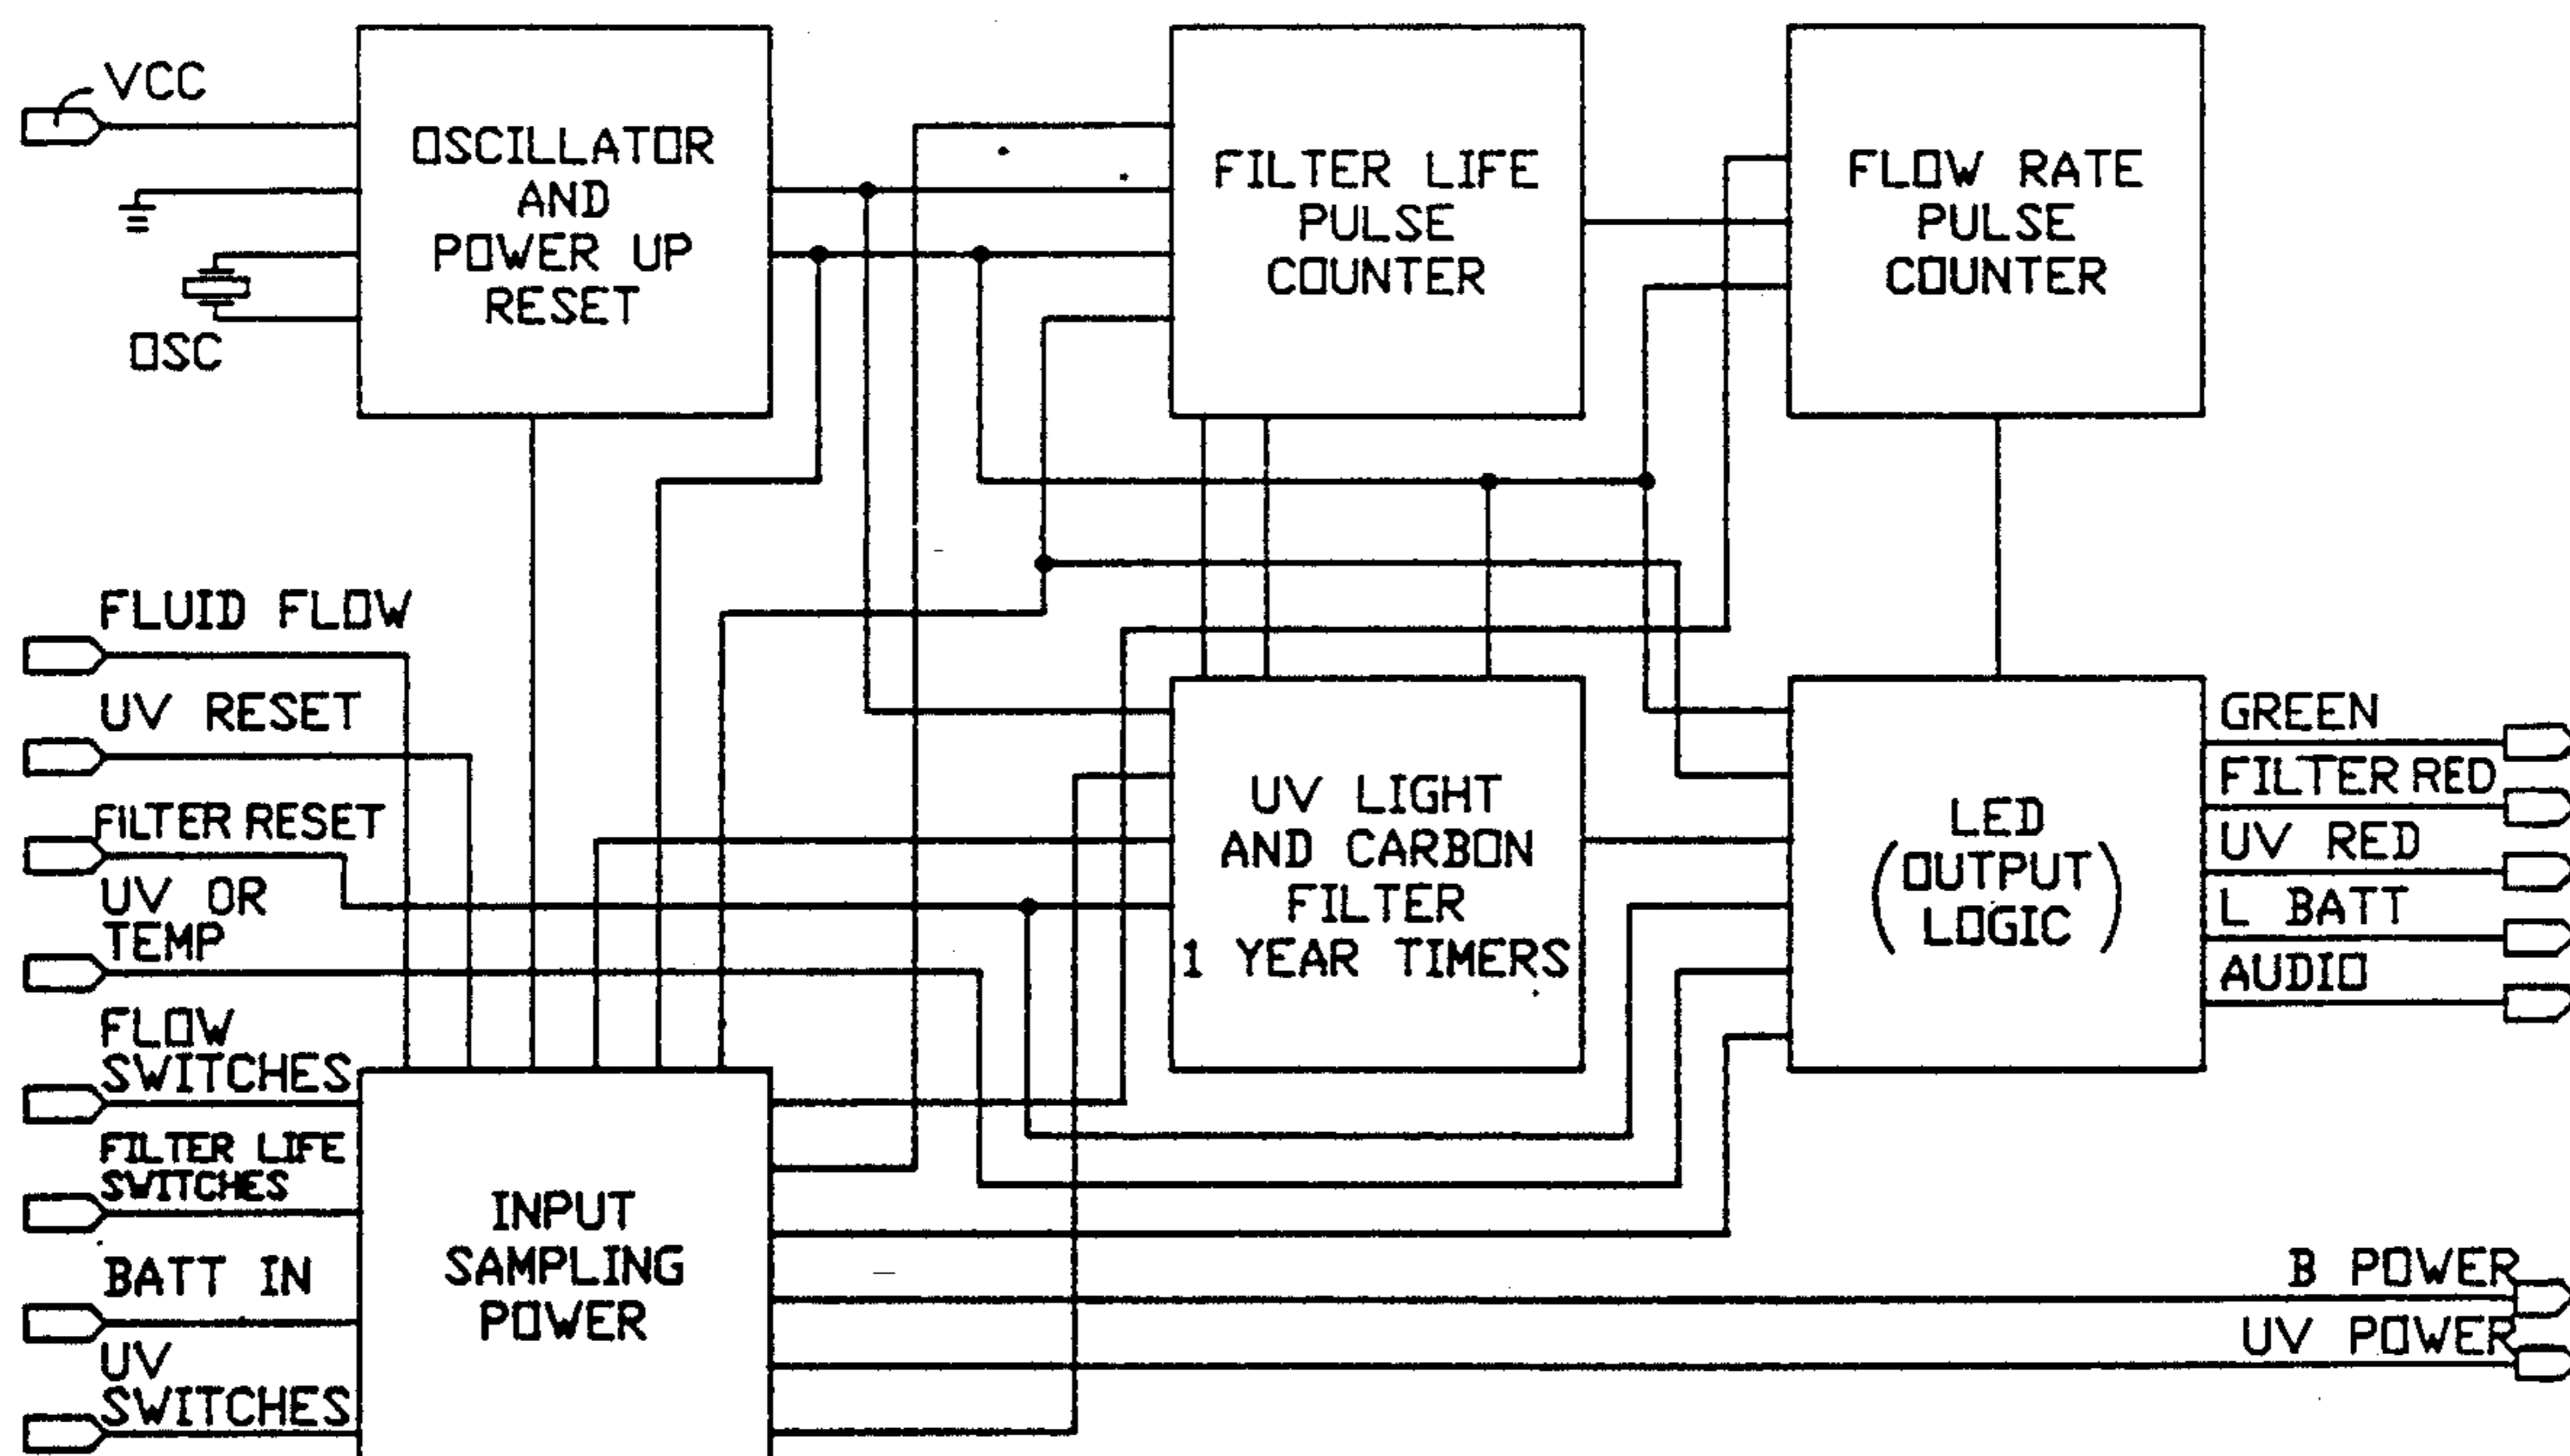 VCC
OSCILLATOR
AND
POWER UP
RESET
OSC
FILTER LIFE
PULSE
COUNTER
FLOW RATE
PULSE
COUNTER
FLUID FLOW
UV RESET
FILTER RESET
UV OR
TEMP
FLOW
SWITCHES
FILTER LIFE
SWITCHES
BATT IN
UV
SWITCHES
INPUT
SAMPLING
POWER
UV LIGHT
AND CARBON
FILTER
1 YEAR TIMERS
LED
(OUTPUT
LOGIC)
GREEN
FILTER RED
UV RED
L BATT
AUDIO
B POWER
UV POWER